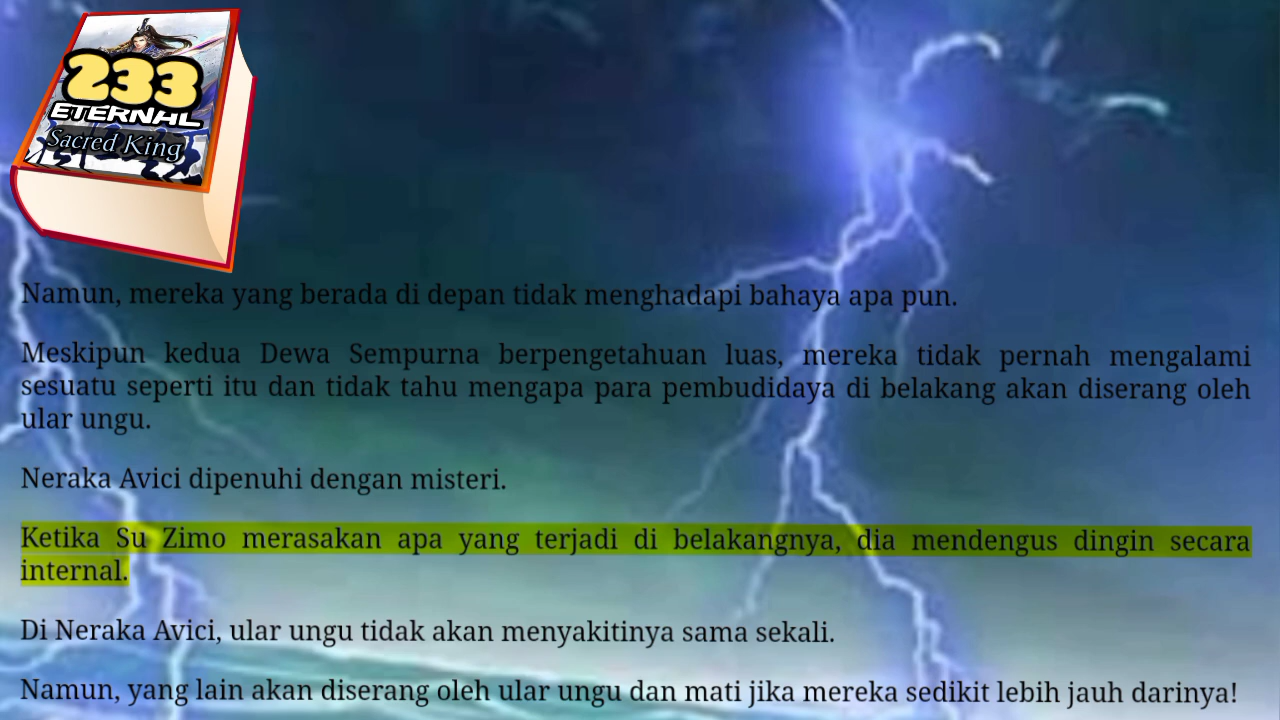 233
ETERNAL
Sacred King
Namun, mereka yang berada di depan tidak menghadapi bahaya apa pun.
Meskipun kedua Dewa Sempurna berpengetahuan luas, mereka tidak pernah mengalami
sesuatu seperti itu dan tidak tahu mengapa para pembudidaya di belakang akan diserang oleh
ular ungu.
Neraka Avici dipenuhi dengan misteri.
Ketika Su Zimo merasakan apa yang terjadi di belakangnya, dia mendengus dingin secara
internal.
Di Neraka Avici, ular ungu tidak akan menyakitinya sama sekali.
Namun, yang lain akan diserang oleh ular ungu dan mati jika mereka sedikit lebih jauh darinya!